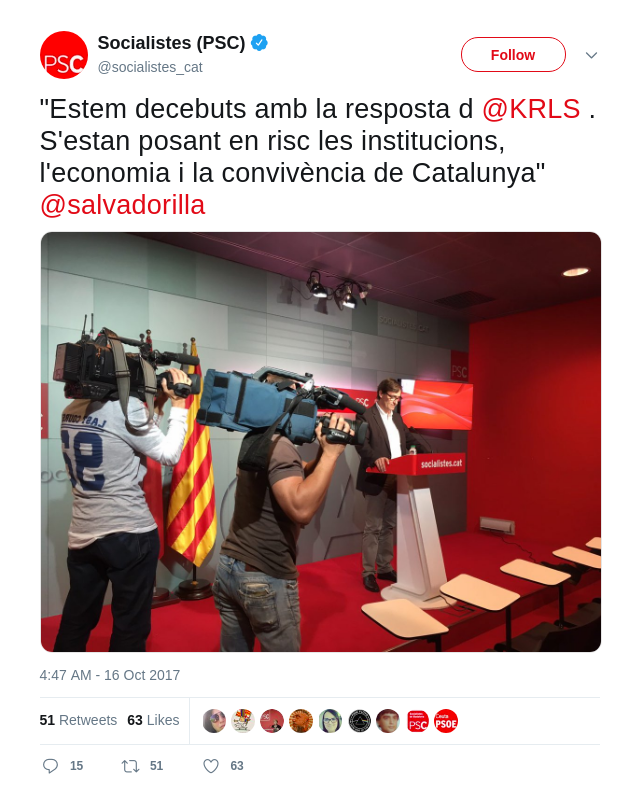 PSC
Socialistes (PSC)
Follow
@socialistes_cat
"Estem decebuts amb la resposta d @KRLS .
S'estan posant en risc les institucions,
l'economia i la convivència de Catalunya"
@salvadorilla
PSC
socialistes.cat
4:47 AM - 16 Oct 2017
51 Retweets 63 Likes
PSC
PSOE
15 51 63